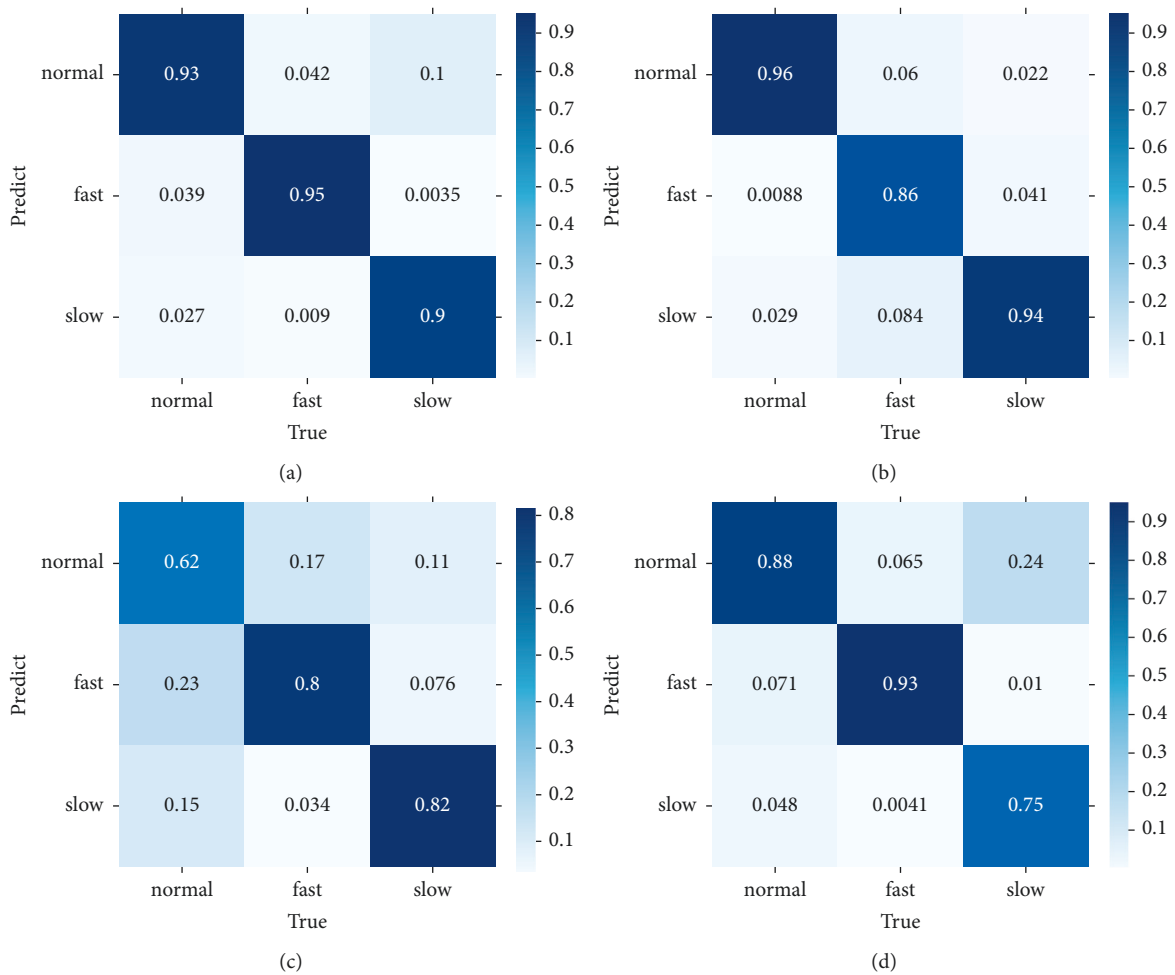 normal 0.93 0.042 0.1
fast 0.039 0.95 0.0035
slow 0.027 0.009 0.9
normal fast slow
True
Predict
0.9
0.8
0.7
0.6
0.5
0.4
0.3
0.2
0.1
(a)
normal 0.96 0.06 0.022
fast 0.0088 0.86 0.041
slow 0.029 0.084 0.94
normal fast slow
True
Predict
0.9
0.8
0.7
0.6
0.5
0.4
0.3
0.2
0.1
(b)
normal 0.62 0.17 0.11
fast 0.23 0.8 0.076
slow 0.15 0.034 0.82
normal fast slow
True
Predict
0.8
0.7
0.6
0.5
0.4
0.3
0.2
0.1
(c)
normal 0.88 0.065 0.24
fast 0.071 0.93 0.01
slow 0.048 0.0041 0.75
normal fast slow
True
Predict
0.9
0.8
0.7
0.6
0.5
0.4
0.3
0.2
0.1
(d)